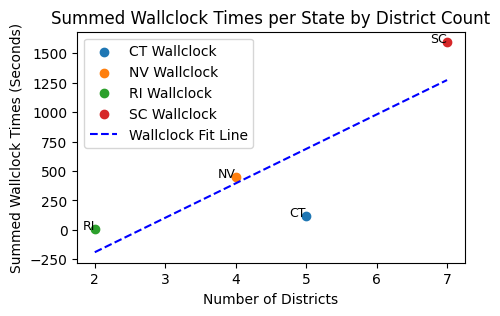 Summed Wallclock Times per State by District Count
Summed Wallclock Times (Seconds)
1500
1250
1000
750
500
250
0
−250
CT Wallclock
NV Wallclock
RI Wallclock
SC Wallclock
Wallclock Fit Line
SC
NV
CT
RI
2
3
4
5
6
7
Number of Districts